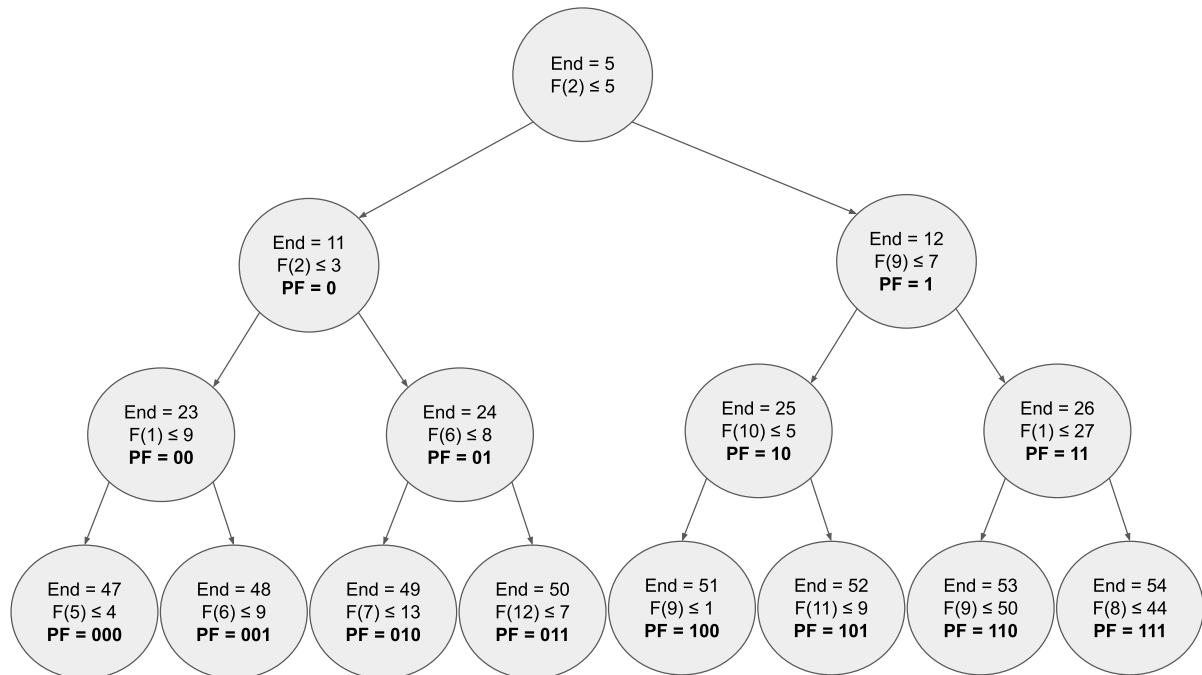 End = 5
F(2) ≤ 5
End = 11
F(2) ≤ 3
PF = 0
End = 12
F(9) ≤ 7
PF = 1
End = 23
F(1) ≤ 9
PF = 00
End = 24
F(6) ≤ 8
PF = 01
End = 25
F(10) ≤ 5
PF = 10
End = 26
F(1) ≤ 27
PF = 11
End = 47
F(5) ≤ 4
PF = 000
End = 48
F(6) ≤ 9
PF = 001
End = 49
F(7) ≤ 13
PF = 010
End = 50
F(12) ≤ 7
PF = 011
End = 51
F(9) ≤ 1
PF = 100
End = 52
F(11) ≤ 9
PF = 101
End = 53
F(9) ≤ 50
PF = 110
End = 54
F(8) ≤ 44
PF = 111